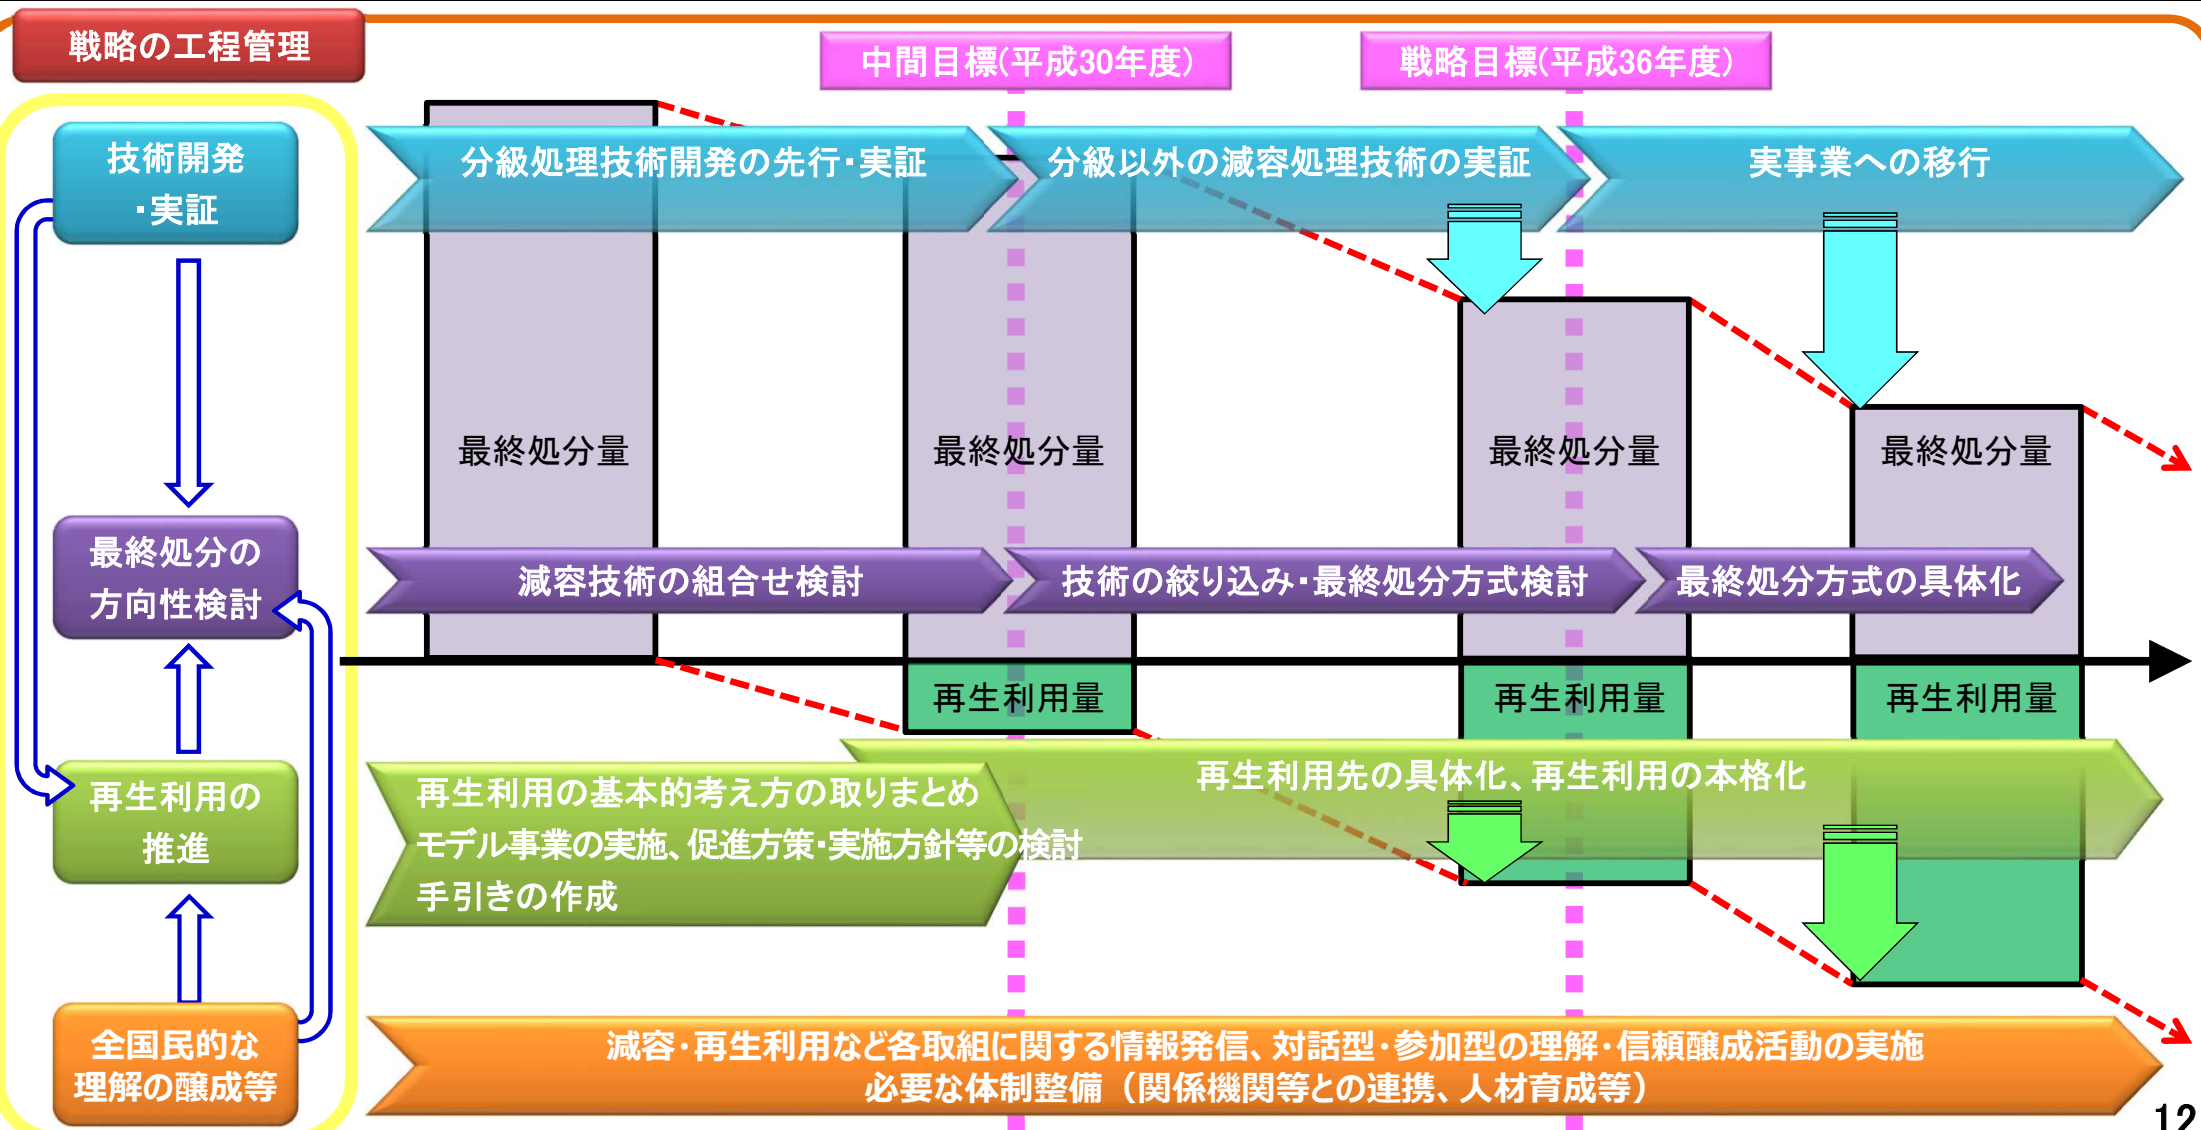 戦略の工程管理
中間目標(平成30年度)
戦略目標(平成36年度)
技術開発
・実証
分級処理技術開発の先行・実証
分級以外の減容処理技術の実証
実事業への移行
最終処分量
最終処分量
最終処分量
最終処分量
最終処分の
方向性検討
減容技術の組合せ検討
技術の絞り込み・最終処分方式検討
最終処分方式の具体化
再生利用量
再生利用量
再生利用量
再生利用の
推進
再生利用の基本的考え方の取りまとめ
モデル事業の実施、促進方策・実施方針等の検討
手引きの作成
再生利用先の具体化、再生利用の本格化
全国民的な
理解の醸成等
減容・再生利用など各取組に関する情報発信、対話型・参加型の理解・信頼醸成活動の実施
必要な体制整備（関係機関等との連携、人材育成等）
12